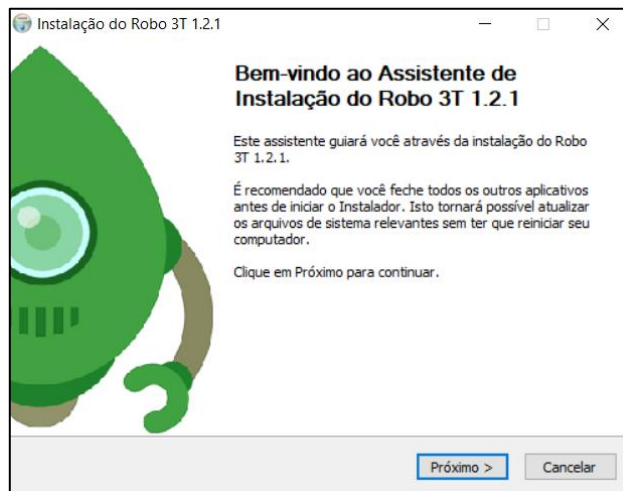 Instalação do Robo 3T 1.2.1
Bem-vindo ao Assistente de
Instalação do Robo 3T 1.2.1
Este assistente guiará você através da instalação do Robo
3T 1.2.1.
É recomendado que você feche todos os outros aplicativos
antes de iniciar o Instalador. Isto tornará possível atualizar
os arquivos de sistema relevantes sem ter que reiniciar seu
computador.
Clique em Próximo para continuar.
Próximo >
Cancelar